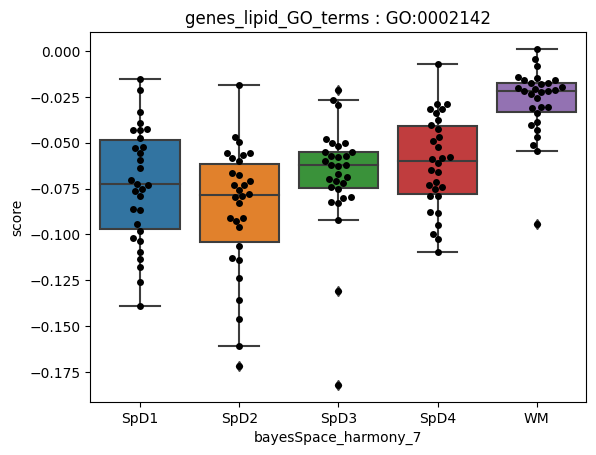 genes_lipid_GO_terms : GO:0002142
0.000
−0.025
−0.050
−0.075
−0.100
−0.125
−0.150
−0.175
score
SpD1 SpD2 SpD3 SpD4 WM
bayesSpace_harmony_7